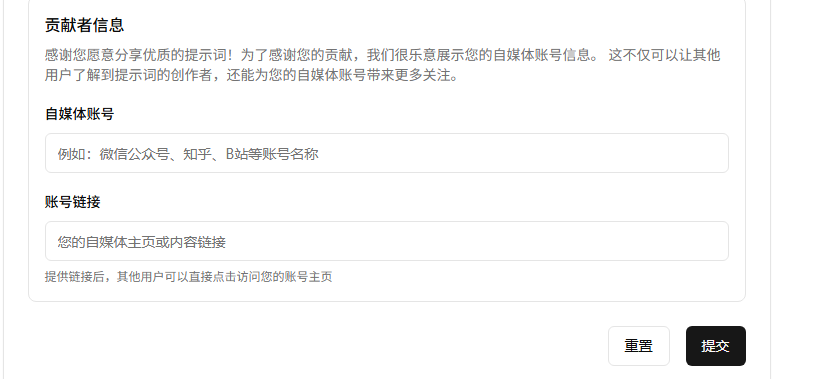 贡献者信息
感谢您愿意分享优质的提示词！为了感谢您的贡献，我们很乐意展示您的自媒体账号信息。 这不仅可以让其他
用户了解到提示词的创作者，还能为您的自媒体账号带来更多关注。
自媒体账号
例如：微信公众号、知乎、B站等账号名称
账号链接
您的自媒体主页或内容链接
提供链接后，其他用户可以直接点击访问您的账号主页
重置
提交